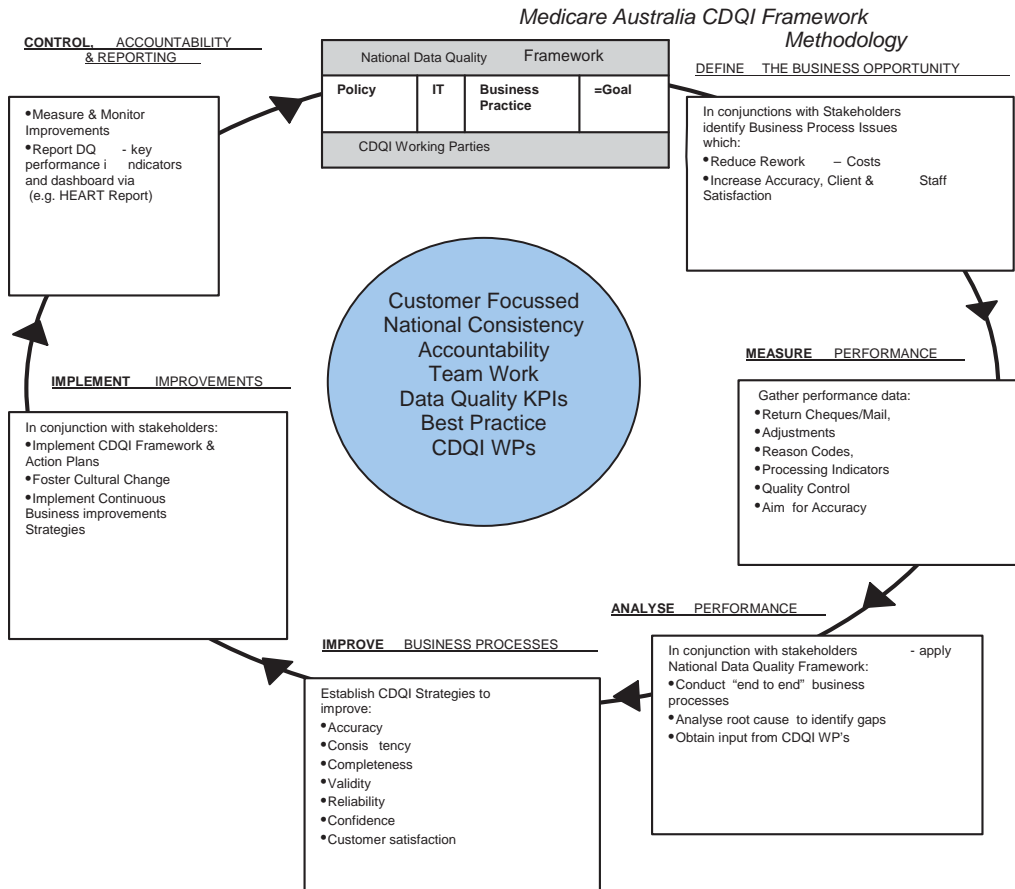 Medicare Australia CDQI Framework
Methodology
CONTROL, ACCOUNTABILITY
& REPORTING
•Measure & Monitor
Improvements
•Report DQ - key
performance i ndicators
and dashboard via
(e.g. HEART Report)
National Data Quality Framework
Policy IT Business =Goal
Practice
CDQI Working Parties
DEFINE THE BUSINESS OPPORTUNITY
In conjunctions with Stakeholders
identify Business Process Issues
which:
•Reduce Rework – Costs
•Increase Accuracy, Client & Staff
Satisfaction
Customer Focussed
National Consistency
Accountability
Team Work
Data Quality KPIs
Best Practice
CDQI WPs
MEASURE PERFORMANCE
Gather performance data:
•Return Cheques/Mail,
•Adjustments
•Reason Codes,
•Processing Indicators
•Quality Control
•Aim for Accuracy
ANALYSE PERFORMANCE
In conjunction with stakeholders - apply
National Data Quality Framework:
•Conduct “end to end” business
processes
•Analyse root cause to identify gaps
•Obtain input from CDQI WP's
IMPROVE BUSINESS PROCESSES
Establish CDQI Strategies to
improve:
•Accuracy
•Consis tency
•Completeness
•Validity
•Reliability
•Confidence
•Customer satisfaction
IMPLEMENT IMPROVEMENTS
In conjunction with stakeholders:
•Implement CDQI Framework &
Action Plans
•Foster Cultural Change
•Implement Continuous
Business improvements
Strategies